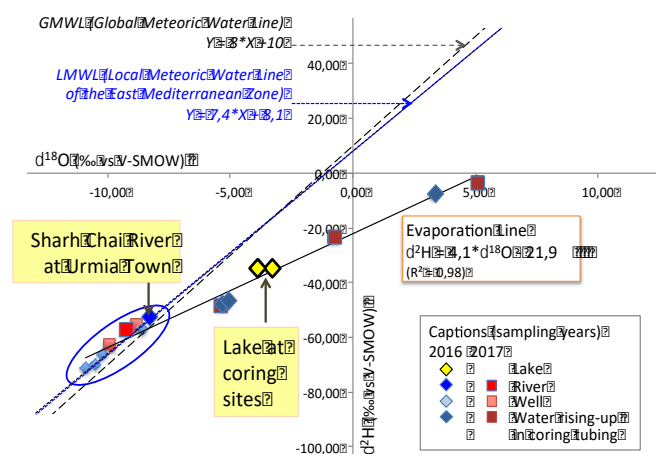 GMWL (Global Meteoric Water Line)
Y = 8*X +10
LMWL (Local Meteoric Water Line
of the East Mediterranean Zone)
Y = 7,4*X + 8,1
40,00
20,00
0,00
-20,00
-40,00
-60,00
-80,00
-100,00
d18O (‰ vs V-SMOW)
-10,00
-5,00
0,00
5,00
10,00
d2H (‰ vs V-SMOW)
Sharh Chai River
at Urmia Town
Lake at
coring
sites
Evaporation Line
d2H = 4,1*d18O - 21,9
(R2 = 0,98)
Captions (sampling years)
2016 2017
Lake
River
Well
Water rising-up
in coring tubing